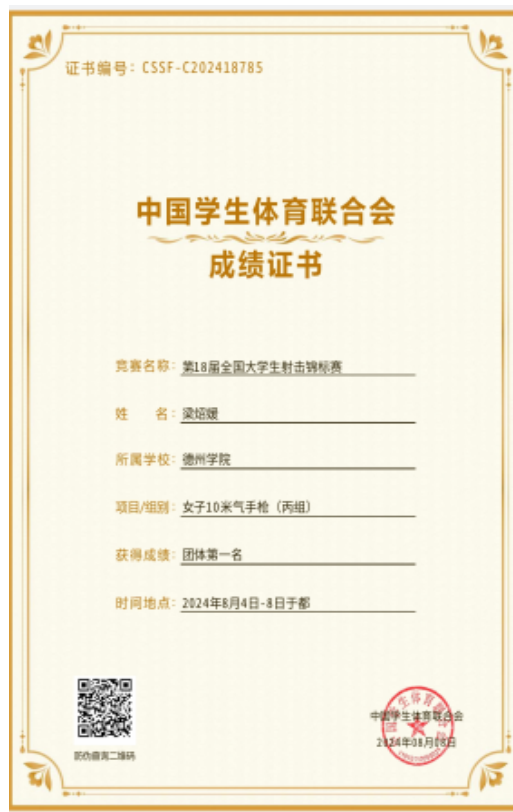 证书编号：CSSF-C202418785
中国学生体育联合会
成绩证书
竞赛名称：第18届全国大学生射击锦标赛
姓 名：梁炤媛
所属学校：德州学院
项目/组别：女子10米气手枪（丙组）
获得成绩：团体第一名
时间地点：2024年8月4日-8日于都
中国学生体育联合会
2024年08月08日
防伪查询二维码